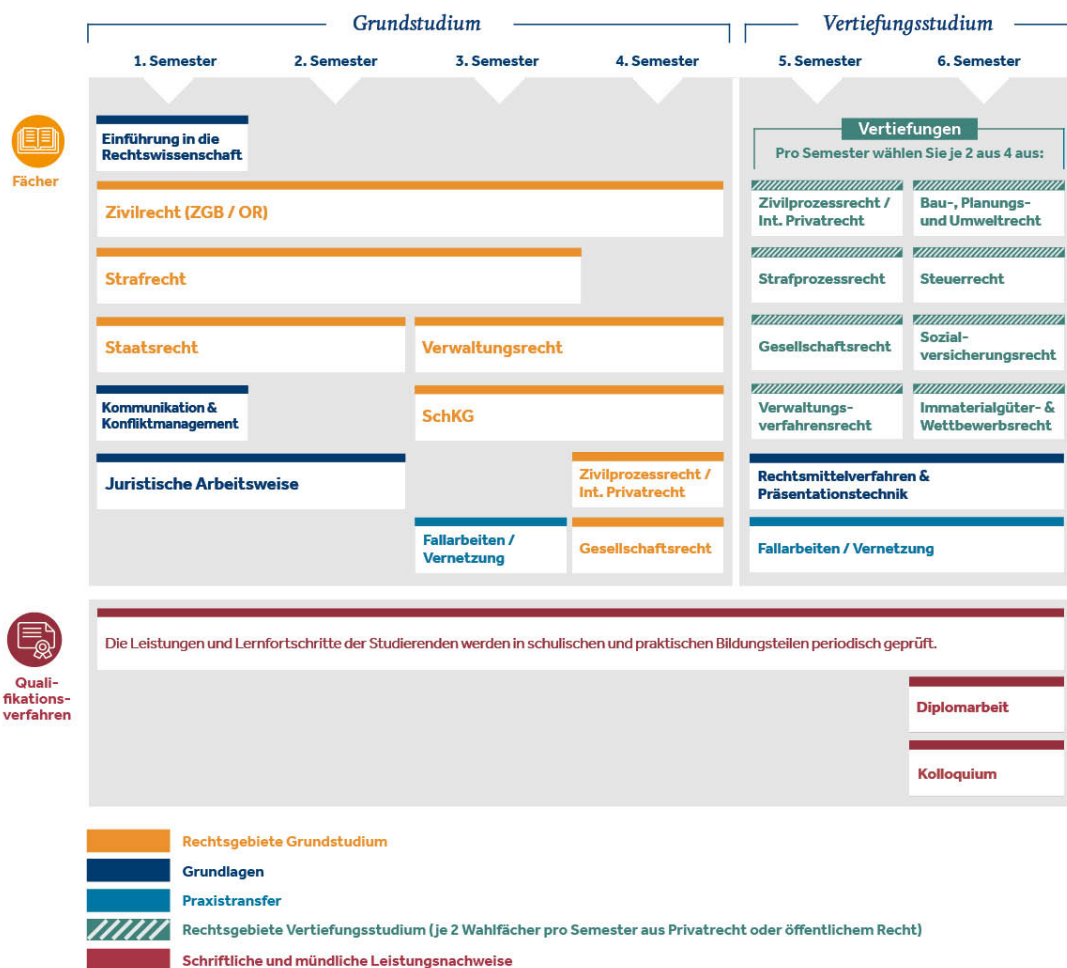 Grundstudium
Vertiefungsstudium
1. Semester
2. Semester
3. Semester
4. Semester
5. Semester
6. Semester
Fächer
Einführung in die
Rechtswissenschaft
Vertiefungen
Pro Semester wählen Sie je 2 aus 4 aus:
Zivilrecht (ZGB / OR)
Zivilprozessrecht /
Int. Privatrecht
Bau-, Planungs-
und Umweltrecht
Strafrecht
Strafprozessrecht
Steuerrecht
Staatsrecht
Verwaltungsrecht
Gesellschaftsrecht
Sozial-
versicherungsrecht
Kommunikation &
Konfliktmanagement
SchKG
Verwaltungs-
verfahrensrecht
Immaterialgüter- &
Wettbewerbsrecht
Juristische Arbeitsweise
Zivilprozessrecht /
Int. Privatrecht
Rechtsmittelverfahren &
Präsentationstechnik
Fallarbeiten /
Vernetzung
Gesellschaftsrecht
Fallarbeiten / Vernetzung
Quali-
fikations-
verfahren
Die Leistungen und Lernfortschritte der Studierenden werden in schulischen und praktischen Bildungsteilen periodisch geprüft.
Diplomarbeit
Kolloquium
Rechtsgebiete Grundstudium
Grundlagen
Praxistransfer
Rechtsgebiete Vertiefungsstudium (je 2 Wahlfächer pro Semester aus Privatrecht oder öffentlichem Recht)
Schriftliche und mündliche Leistungsnachweise